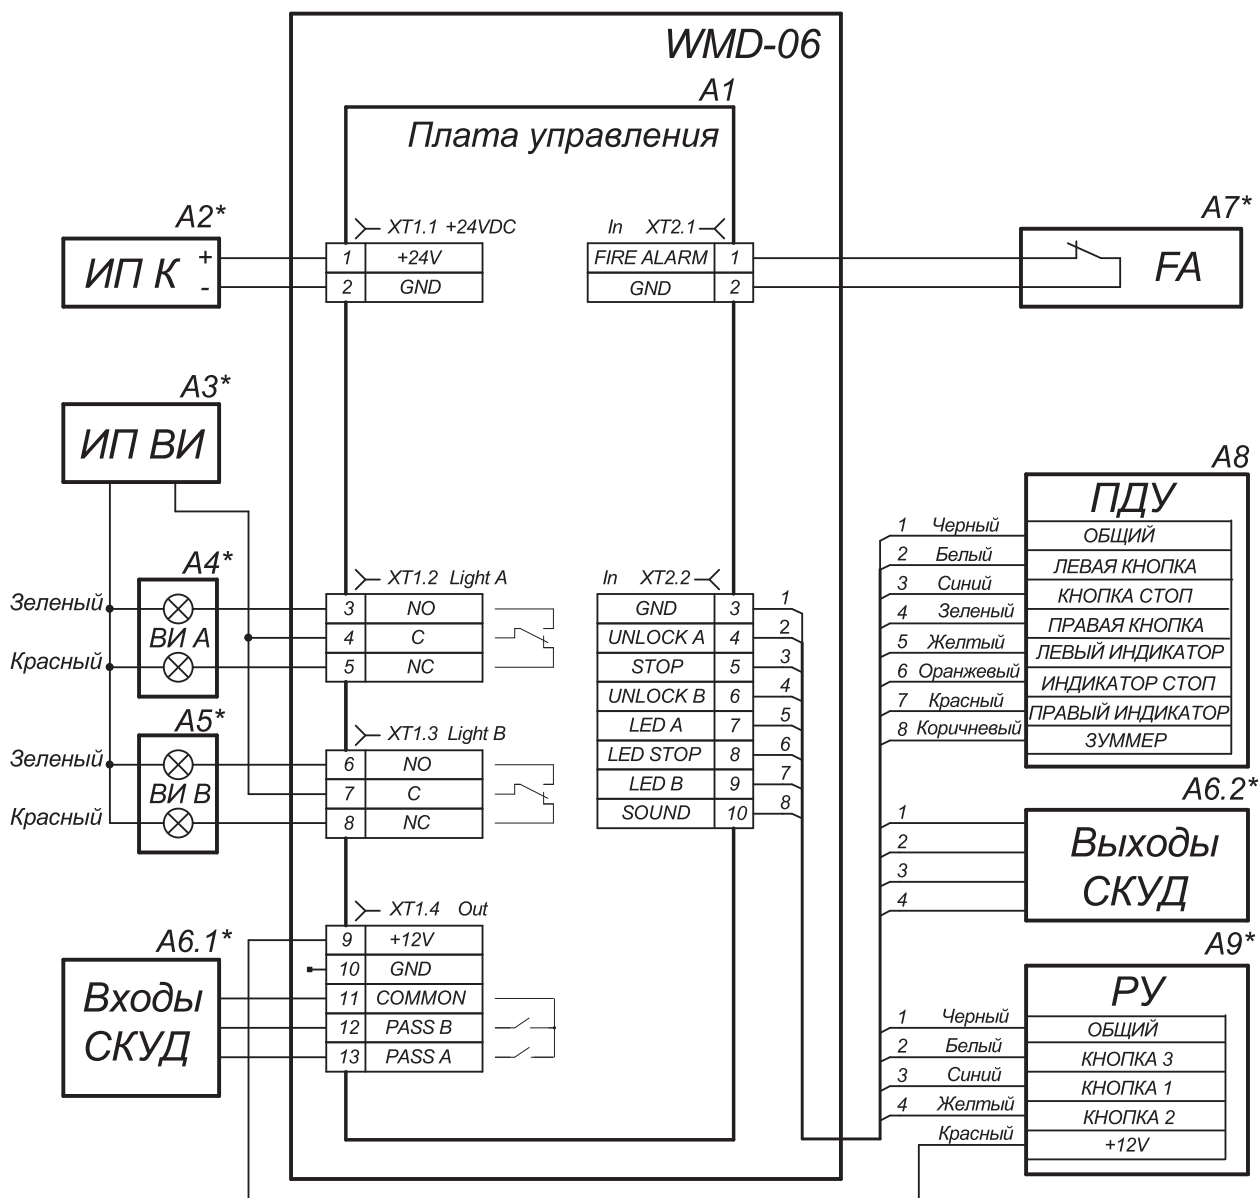 WMD-06
A1
Плата управления
A2*
ИП К + -
XT1.1 +24VDC
1 +24V
2 GND
In XT2.1
FIRE ALARM 1
GND 2
A7*
FA
A3*
ИП ВИ
A4*
Зеленый
ВИ А
Красный
XT1.2 Light A
3 NO
4 C
5 NC
A5*
Зеленый
ВИ В
Красный
XT1.3 Light B
6 NO
7 C
8 NC
In XT2.2
GND 3 1
UNLOCK A 4 2
STOP 5 3
UNLOCK B 6 4
LED A 7 5
LED STOP 8 6
LED B 9 7
SOUND 10 8
A8
ПДУ
1 Черный ОБЩИЙ
2 Белый ЛЕВАЯ КНОПКА
3 Синий КНОПКА СТОП
4 Зеленый ПРАВАЯ КНОПКА
5 Желтый ЛЕВЫЙ ИНДИКАТОР
6 Оранжевый ИНДИКАТОР СТОП
7 Красный ПРАВЫЙ ИНДИКАТОР
8 Коричневый ЗУММЕР
A6.2*
1
2
3
4
Выходы
СКУД
A6.1*
Входы
СКУД
XT1.4 Out
9 +12V
10 GND
11 COMMON
12 PASS B
13 PASS A
A9*
РУ
1 Черный ОБЩИЙ
2 Белый КНОПКА 3
3 Синий КНОПКА 1
4 Желтый КНОПКА 2
Красный +12V